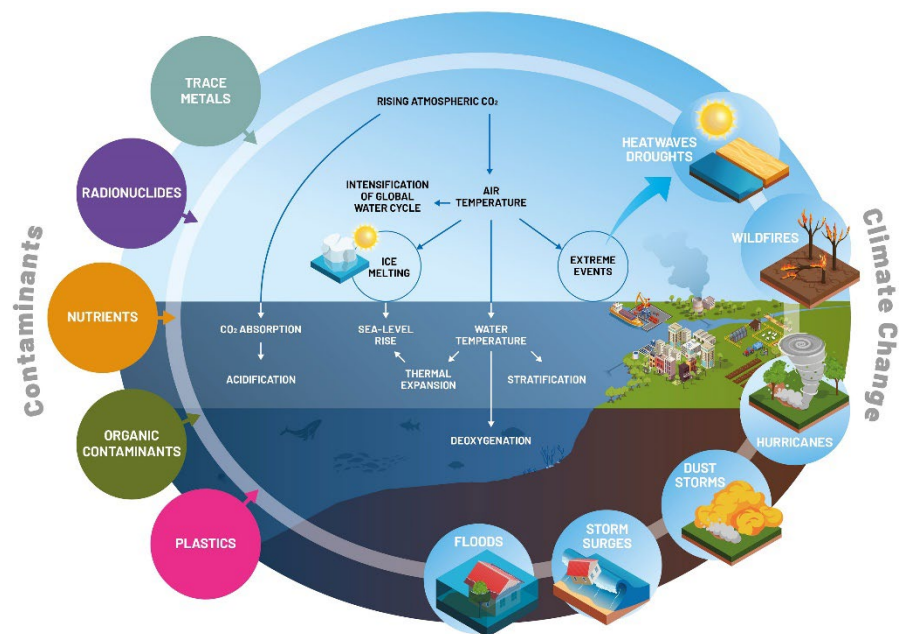 Contaminants
TRACE
METALS
RADIONUCLIDES
NUTRIENTS
ORGANIC
CONTAMINANTS
PLASTICS
RISING ATMOSPHERIC CO₂
INTENSIFICATION
OF GLOBAL
WATER CYCLE
AIR
TEMPERATURE
ICE
MELTING
EXTREME
EVENTS
CO₂ ABSORPTION
SEA-LEVEL
RISE
WATER
TEMPERATURE
ACIDIFICATION
THERMAL
EXPANSION
STRATIFICATION
DEOXYGENATION
HEATWAVES
DROUGHTS
WILDFIRES
HURRICANES
DUST
STORMS
STORM
SURGES
FLOODS
Climate Change